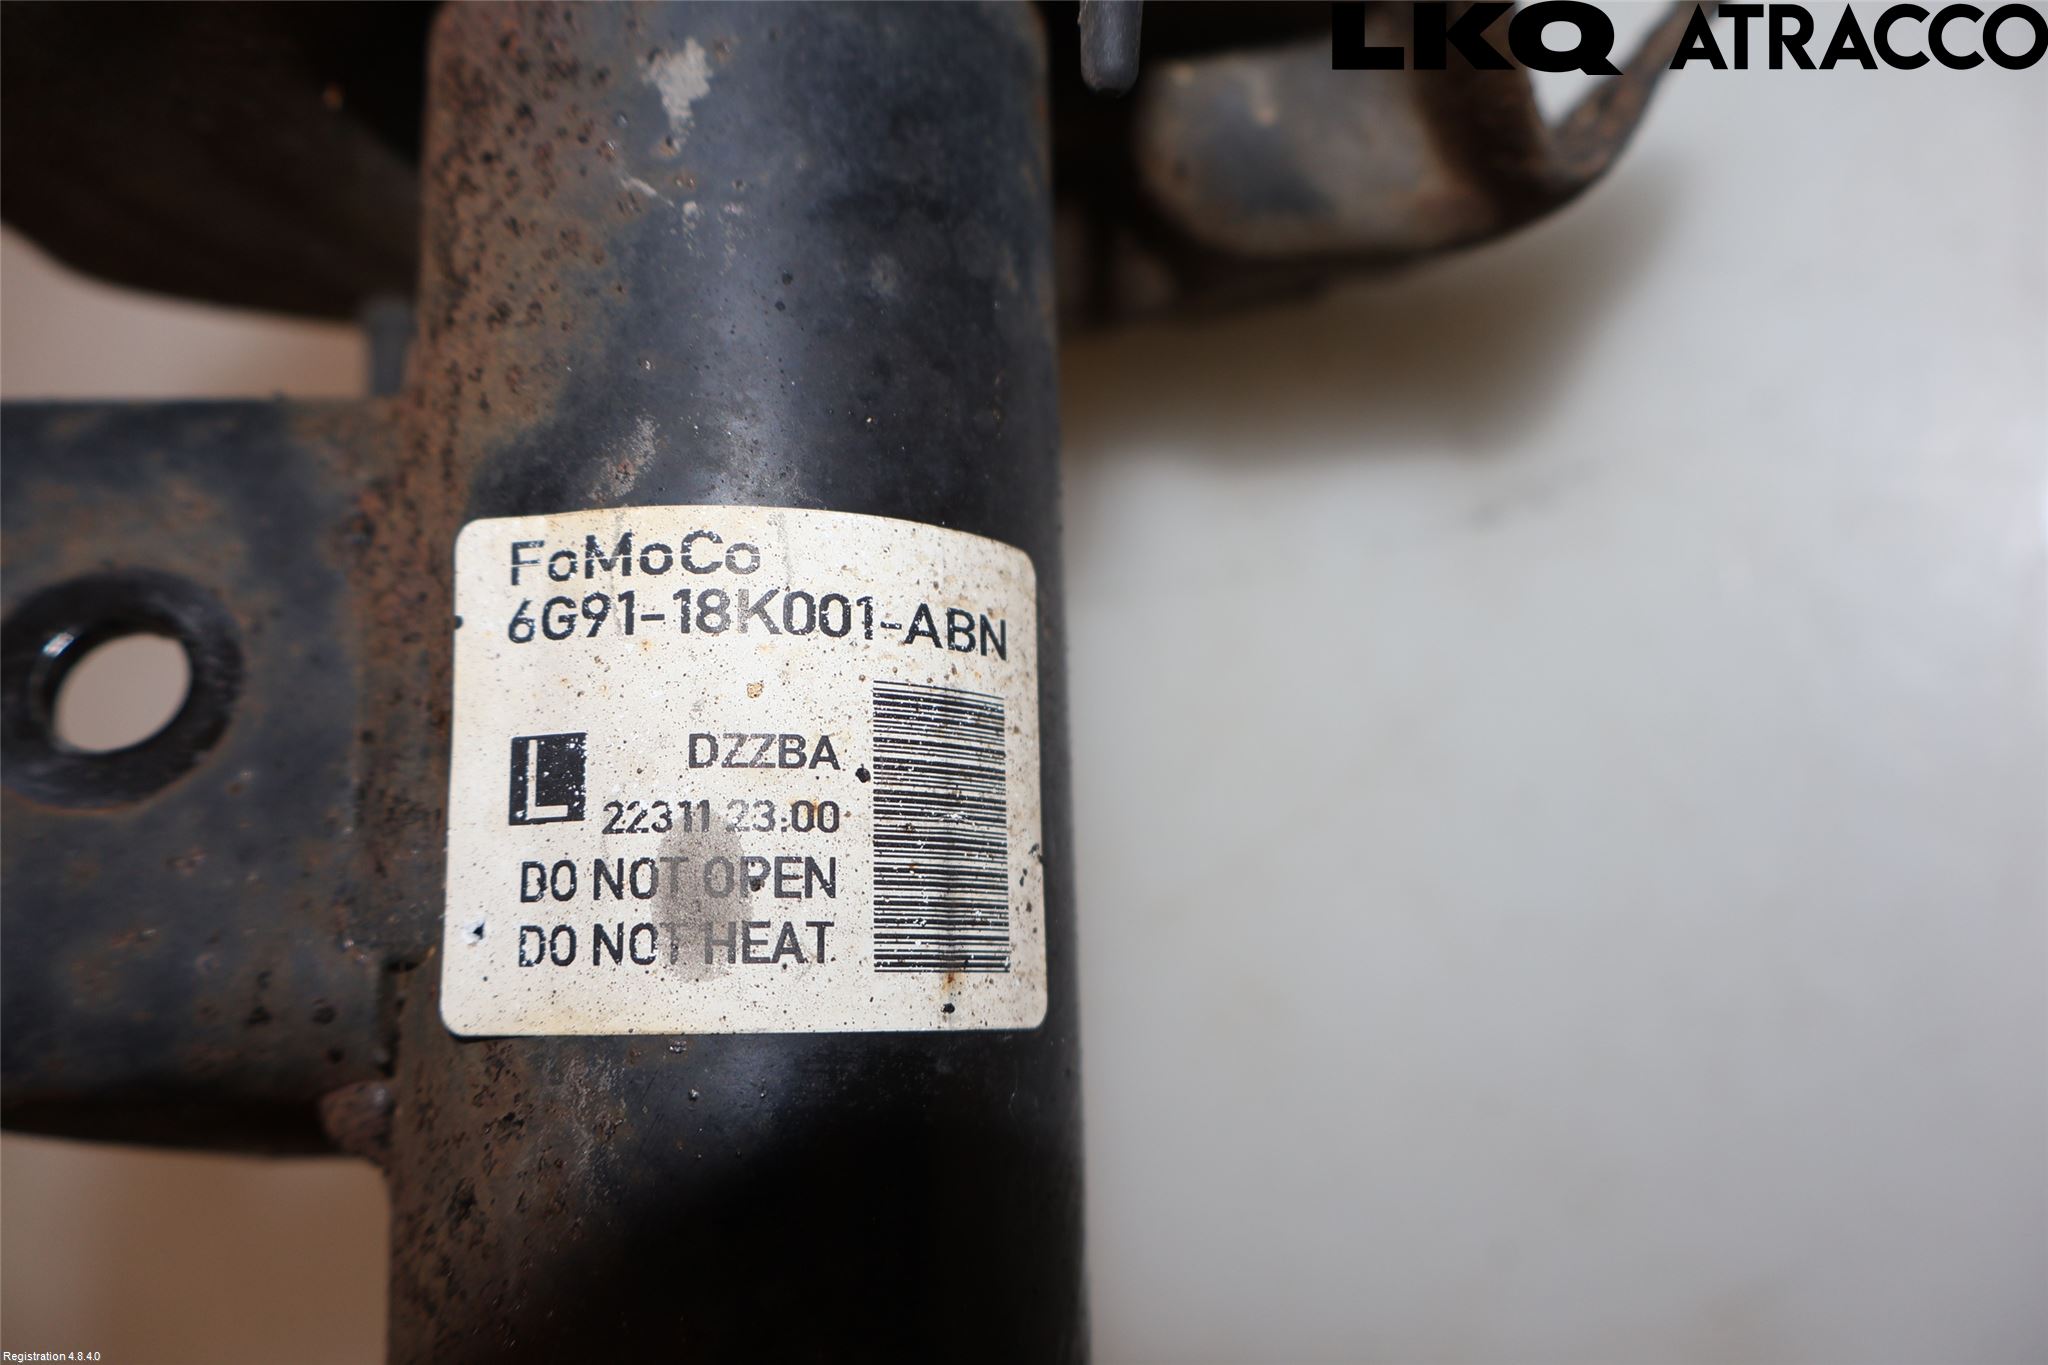 LKQ ATRACCO
FoMoCo
6G91-18K001-ABN
L DZZBA
22311 23:00
DO NOT OPEN
DO NOT HEAT
Registration 4.8.4.0